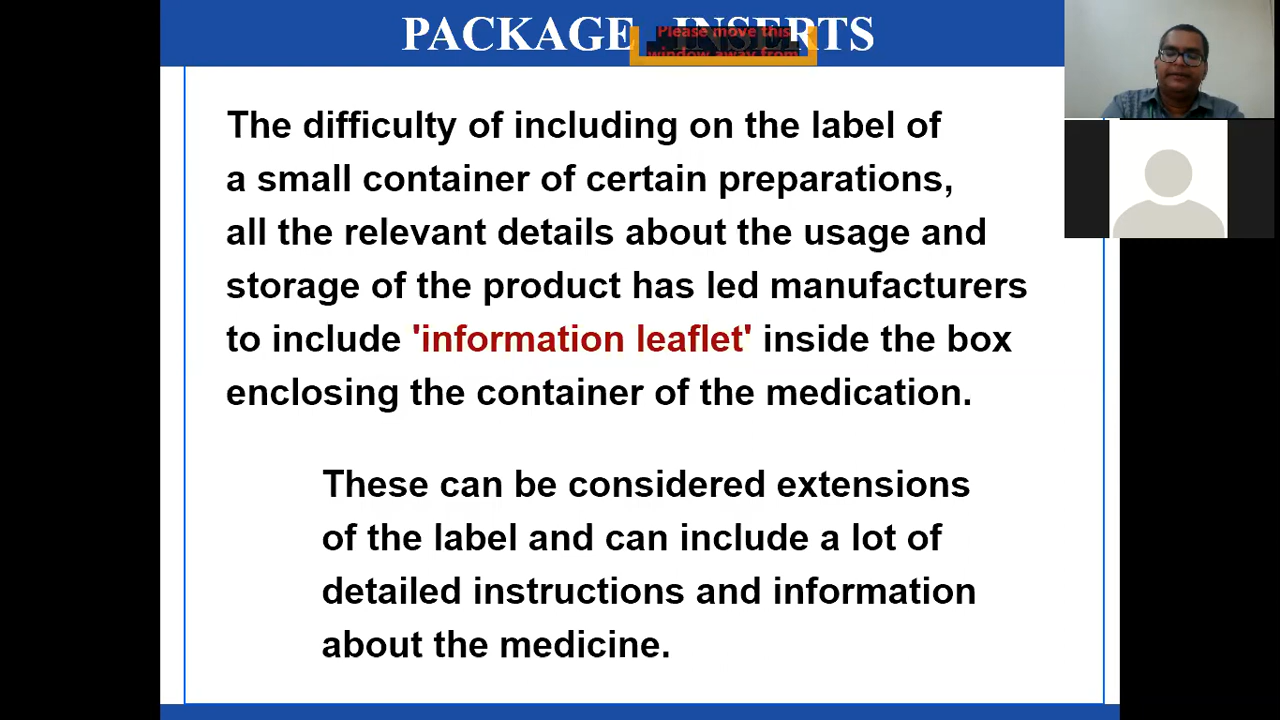 PACKAGE INSERTS
Please move this
window away from
The difficulty of including on the label of
a small container of certain preparations,
all the relevant details about the usage and
storage of the product has led manufacturers
to include 'information leaflet' inside the box
enclosing the container of the medication.
These can be considered extensions
of the label and can include a lot of
detailed instructions and information
about the medicine.